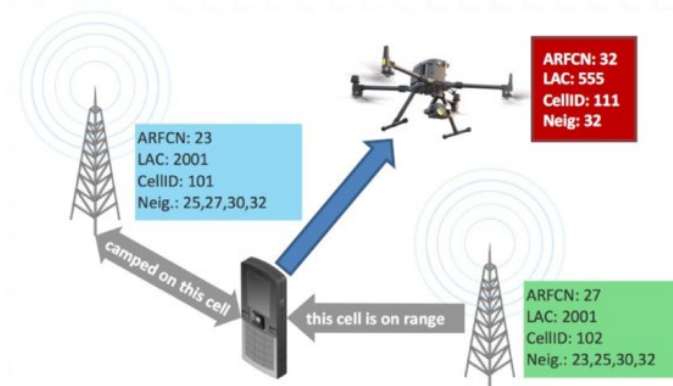 ARFCN: 32
LAC: 555
CellID: 111
Neig: 32
ARFCN: 23
LAC: 2001
CellID: 101
Neig.: 25,27,30,32
camped on this cell
this cell is on range
ARFCN: 27
LAC: 2001
CellID: 102
Neig.: 23,25,30,32